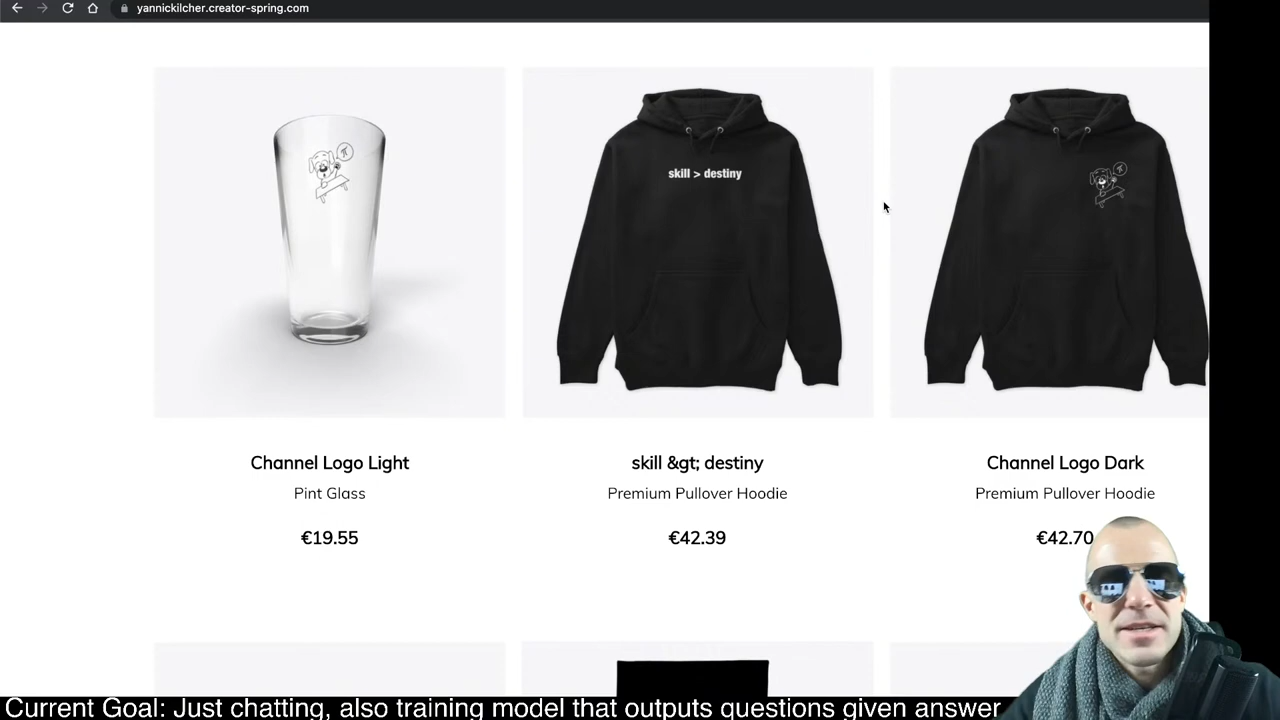 yannickilcher.creator-spring.com
π
skill > destiny
π
Channel Logo Light
skill &gt; destiny
Channel Logo Dark
Pint Glass
Premium Pullover Hoodie
Premium Pullover Hoodie
€19.55
€42.39
€42.70
Current Goal: Just chatting, also training model that outputs questions given answer